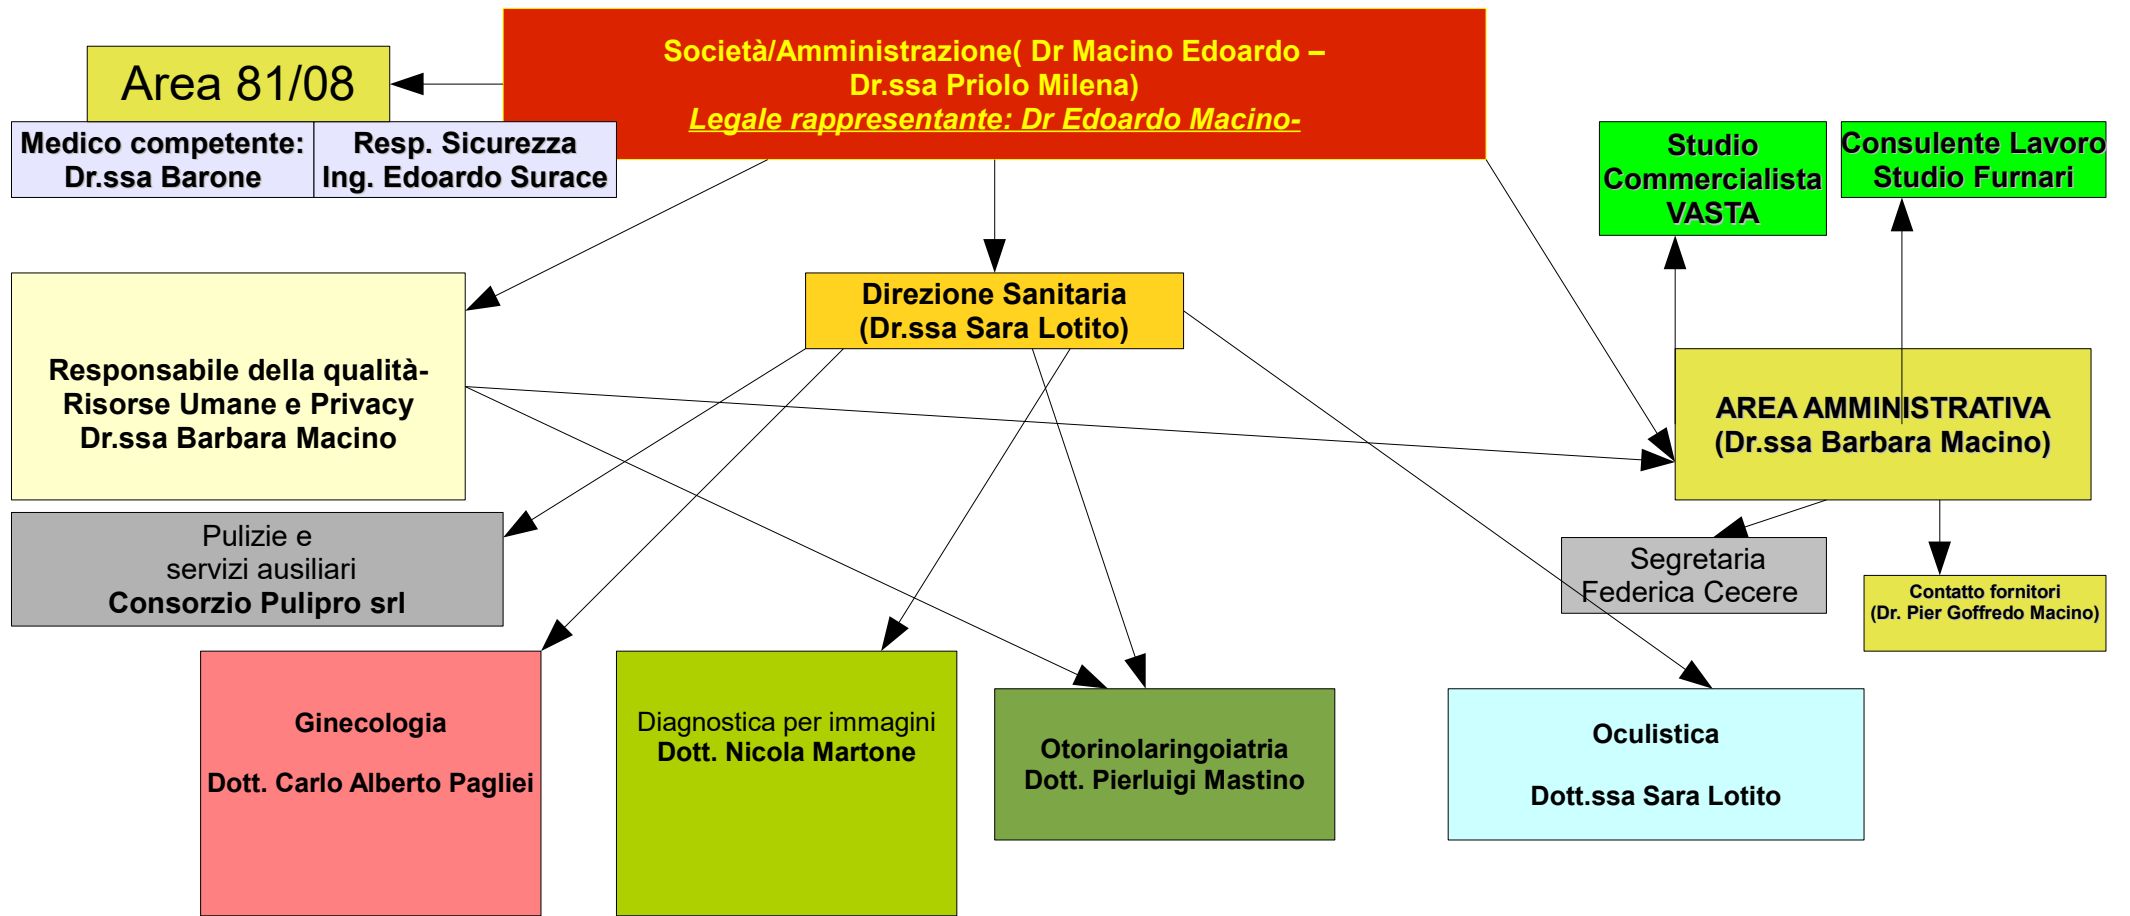 Società/Amministrazione( Dr Macino Edoardo –
Dr.ssa Priolo Milena)
Legale rappresentante: Dr Edoardo Macino-
Area 81/08
Medico competente:
Dr.ssa Barone
Resp. Sicurezza
Ing. Edoardo Surace
Studio
Commercialista
VASTA
Consulente Lavoro
Studio Furnari
Responsabile della qualità-
Risorse Umane e Privacy
Dr.ssa Barbara Macino
Direzione Sanitaria
(Dr.ssa Sara Lotito)
AREA AMMINISTRATIVA
(Dr.ssa Barbara Macino)
Pulizie e
servizi ausiliari
Consorzio Pulipro srl
Segretaria
Federica Cecere
Contatto fornitori
(Dr. Pier Goffredo Macino)
Ginecologia
Dott. Carlo Alberto Pagliei
Diagnostica per immagini
Dott. Nicola Martone
Otorinolaringoiatria
Dott. Pierluigi Mastino
Oculistica
Dott.ssa Sara Lotito